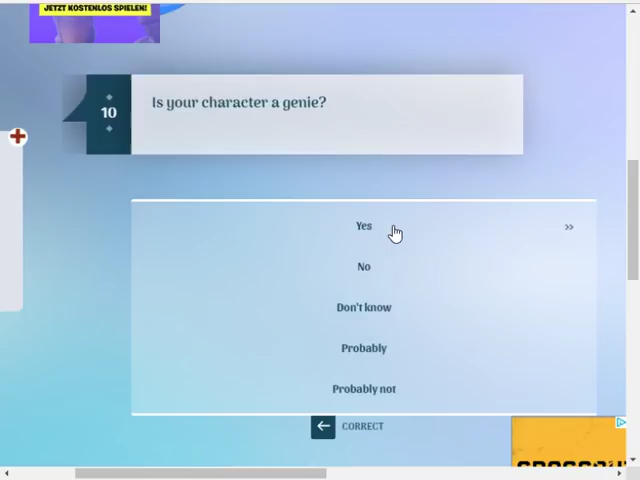 JETZT KOSTENLOS SPIELEN!
10
Is your character a genie?
Yes
No
Don't know
Probably
Probably not
CORRECT